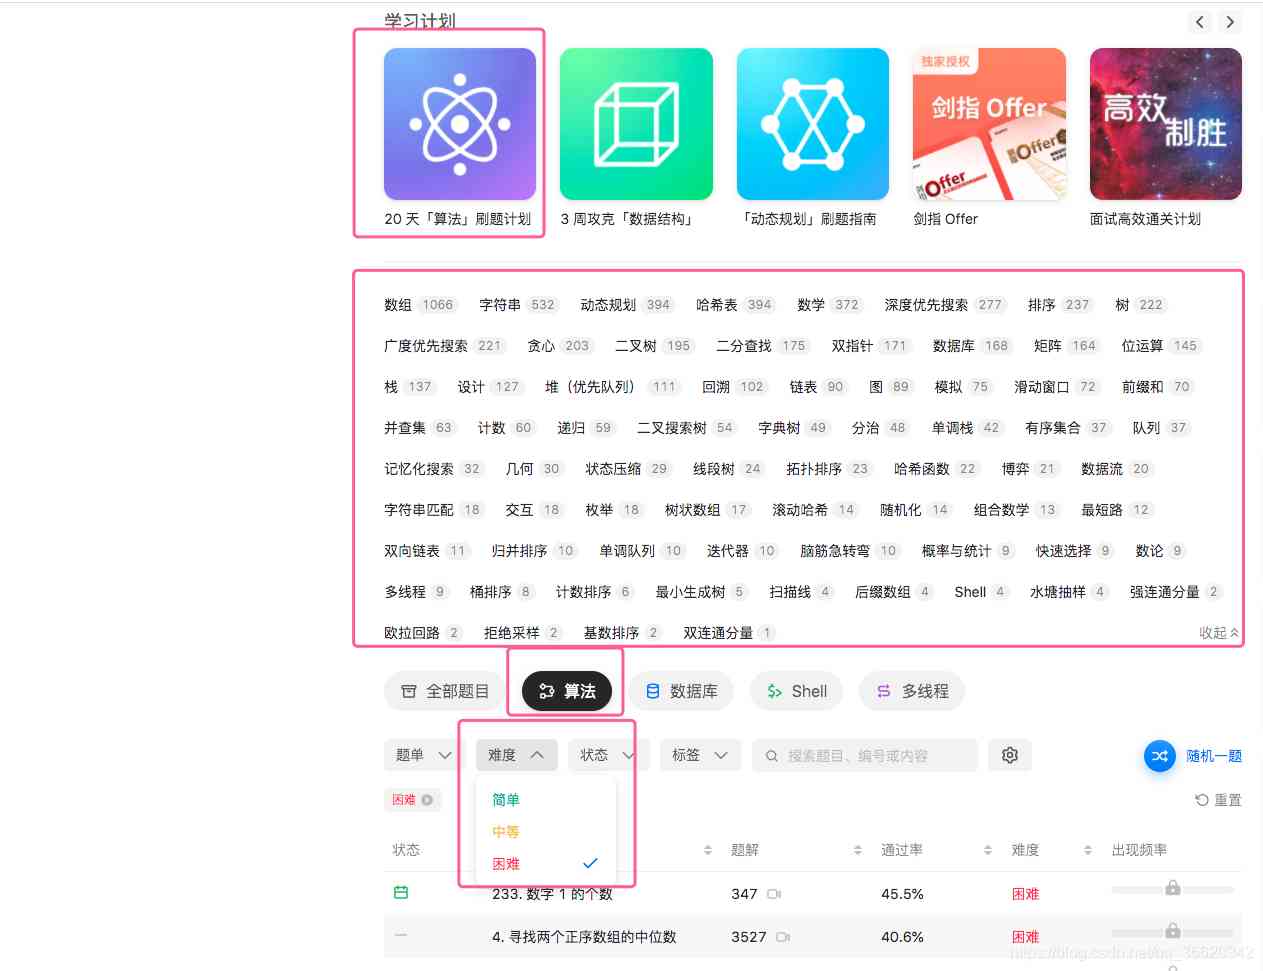 学习计划
独家授权
剑指 Offer
Offer
Offer
高效
制胜
20 天「算法」刷题计划 3 周攻克「数据结构」 「动态规划」刷题指南 剑指 Offer 面试高效通关计划
数组 1066 字符串 532 动态规划 394 哈希表 394 数学 372 深度优先搜索 277 排序 237 树 222
广度优先搜索 221 贪心 203 二叉树 195 二分查找 175 双指针 171 数据库 168 矩阵 164 位运算 145
栈 137 设计 127 堆（优先队列） 111 回溯 102 链表 90 图 89 模拟 75 滑动窗口 72 前缀和 70
并查集 63 计数 60 递归 59 二叉搜索树 54 字典树 49 分治 48 单调栈 42 有序集合 37 队列 37
记忆化搜索 32 几何 30 状态压缩 29 线段树 24 拓扑排序 23 哈希函数 22 博弈 21 数据流 20
字符串匹配 18 交互 18 枚举 18 树状数组 17 滚动哈希 14 随机化 14 组合数学 13 最短路 12
双向链表 11 归并排序 10 单调队列 10 迭代器 10 脑筋急转弯 10 概率与统计 9 快速选择 9 数论 9
多线程 9 桶排序 8 计数排序 6 最小生成树 5 扫描线 4 后缀数组 4 Shell 4 水塘抽样 4 强连通分量 2
欧拉回路 2 拒绝采样 2 基数排序 2 双连通分量 1 收起
全部题目 算法 数据库 Shell 多线程
题单 难度 状态 标签 搜索题目、编号或内容 随机一题
困难 重置
简单
中等
困难
状态 题解 通过率 难度 出现频率
233. 数字 1 的个数 347 45.5% 困难
4. 寻找两个正序数组的中位数 3527 40.6% 困难